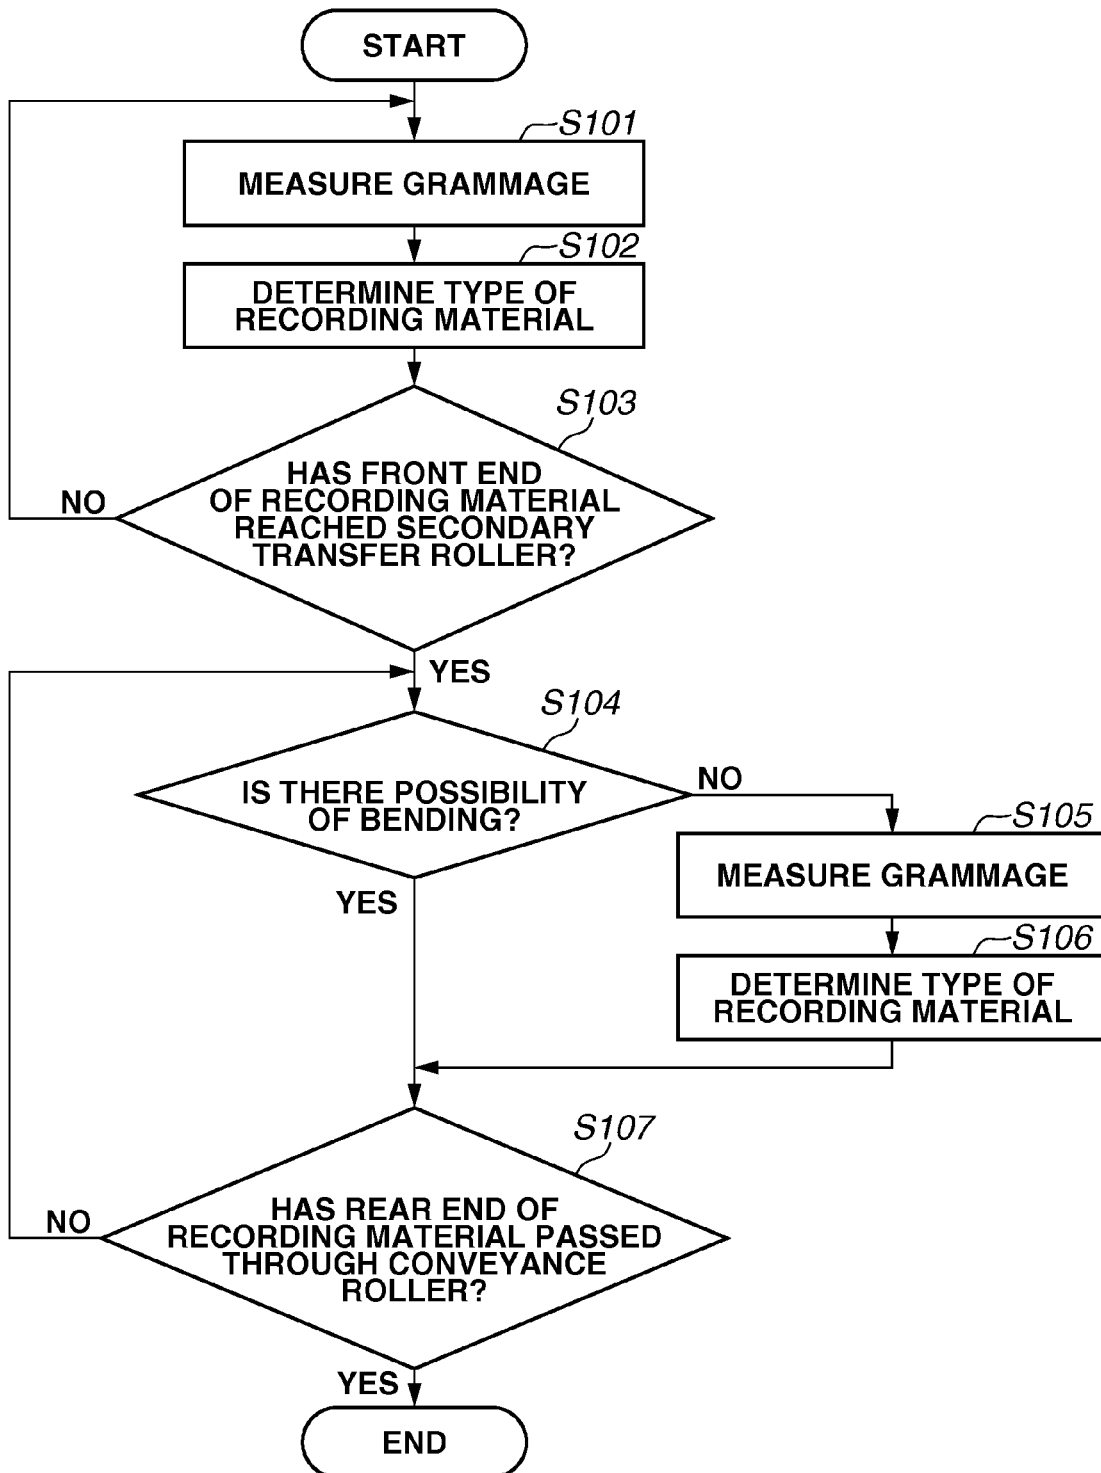 START
S101
MEASURE GRAMMAGE
S102
DETERMINE TYPE OF
RECORDING MATERIAL
S103
HAS FRONT END
OF RECORDING MATERIAL
REACHED SECONDARY
TRANSFER ROLLER?
NO
YES
S104
IS THERE POSSIBILITY
OF BENDING?
NO
YES
S105
MEASURE GRAMMAGE
S106
DETERMINE TYPE OF
RECORDING MATERIAL
S107
HAS REAR END OF
RECORDING MATERIAL PASSED
THROUGH CONVEYANCE
ROLLER?
NO
YES
END